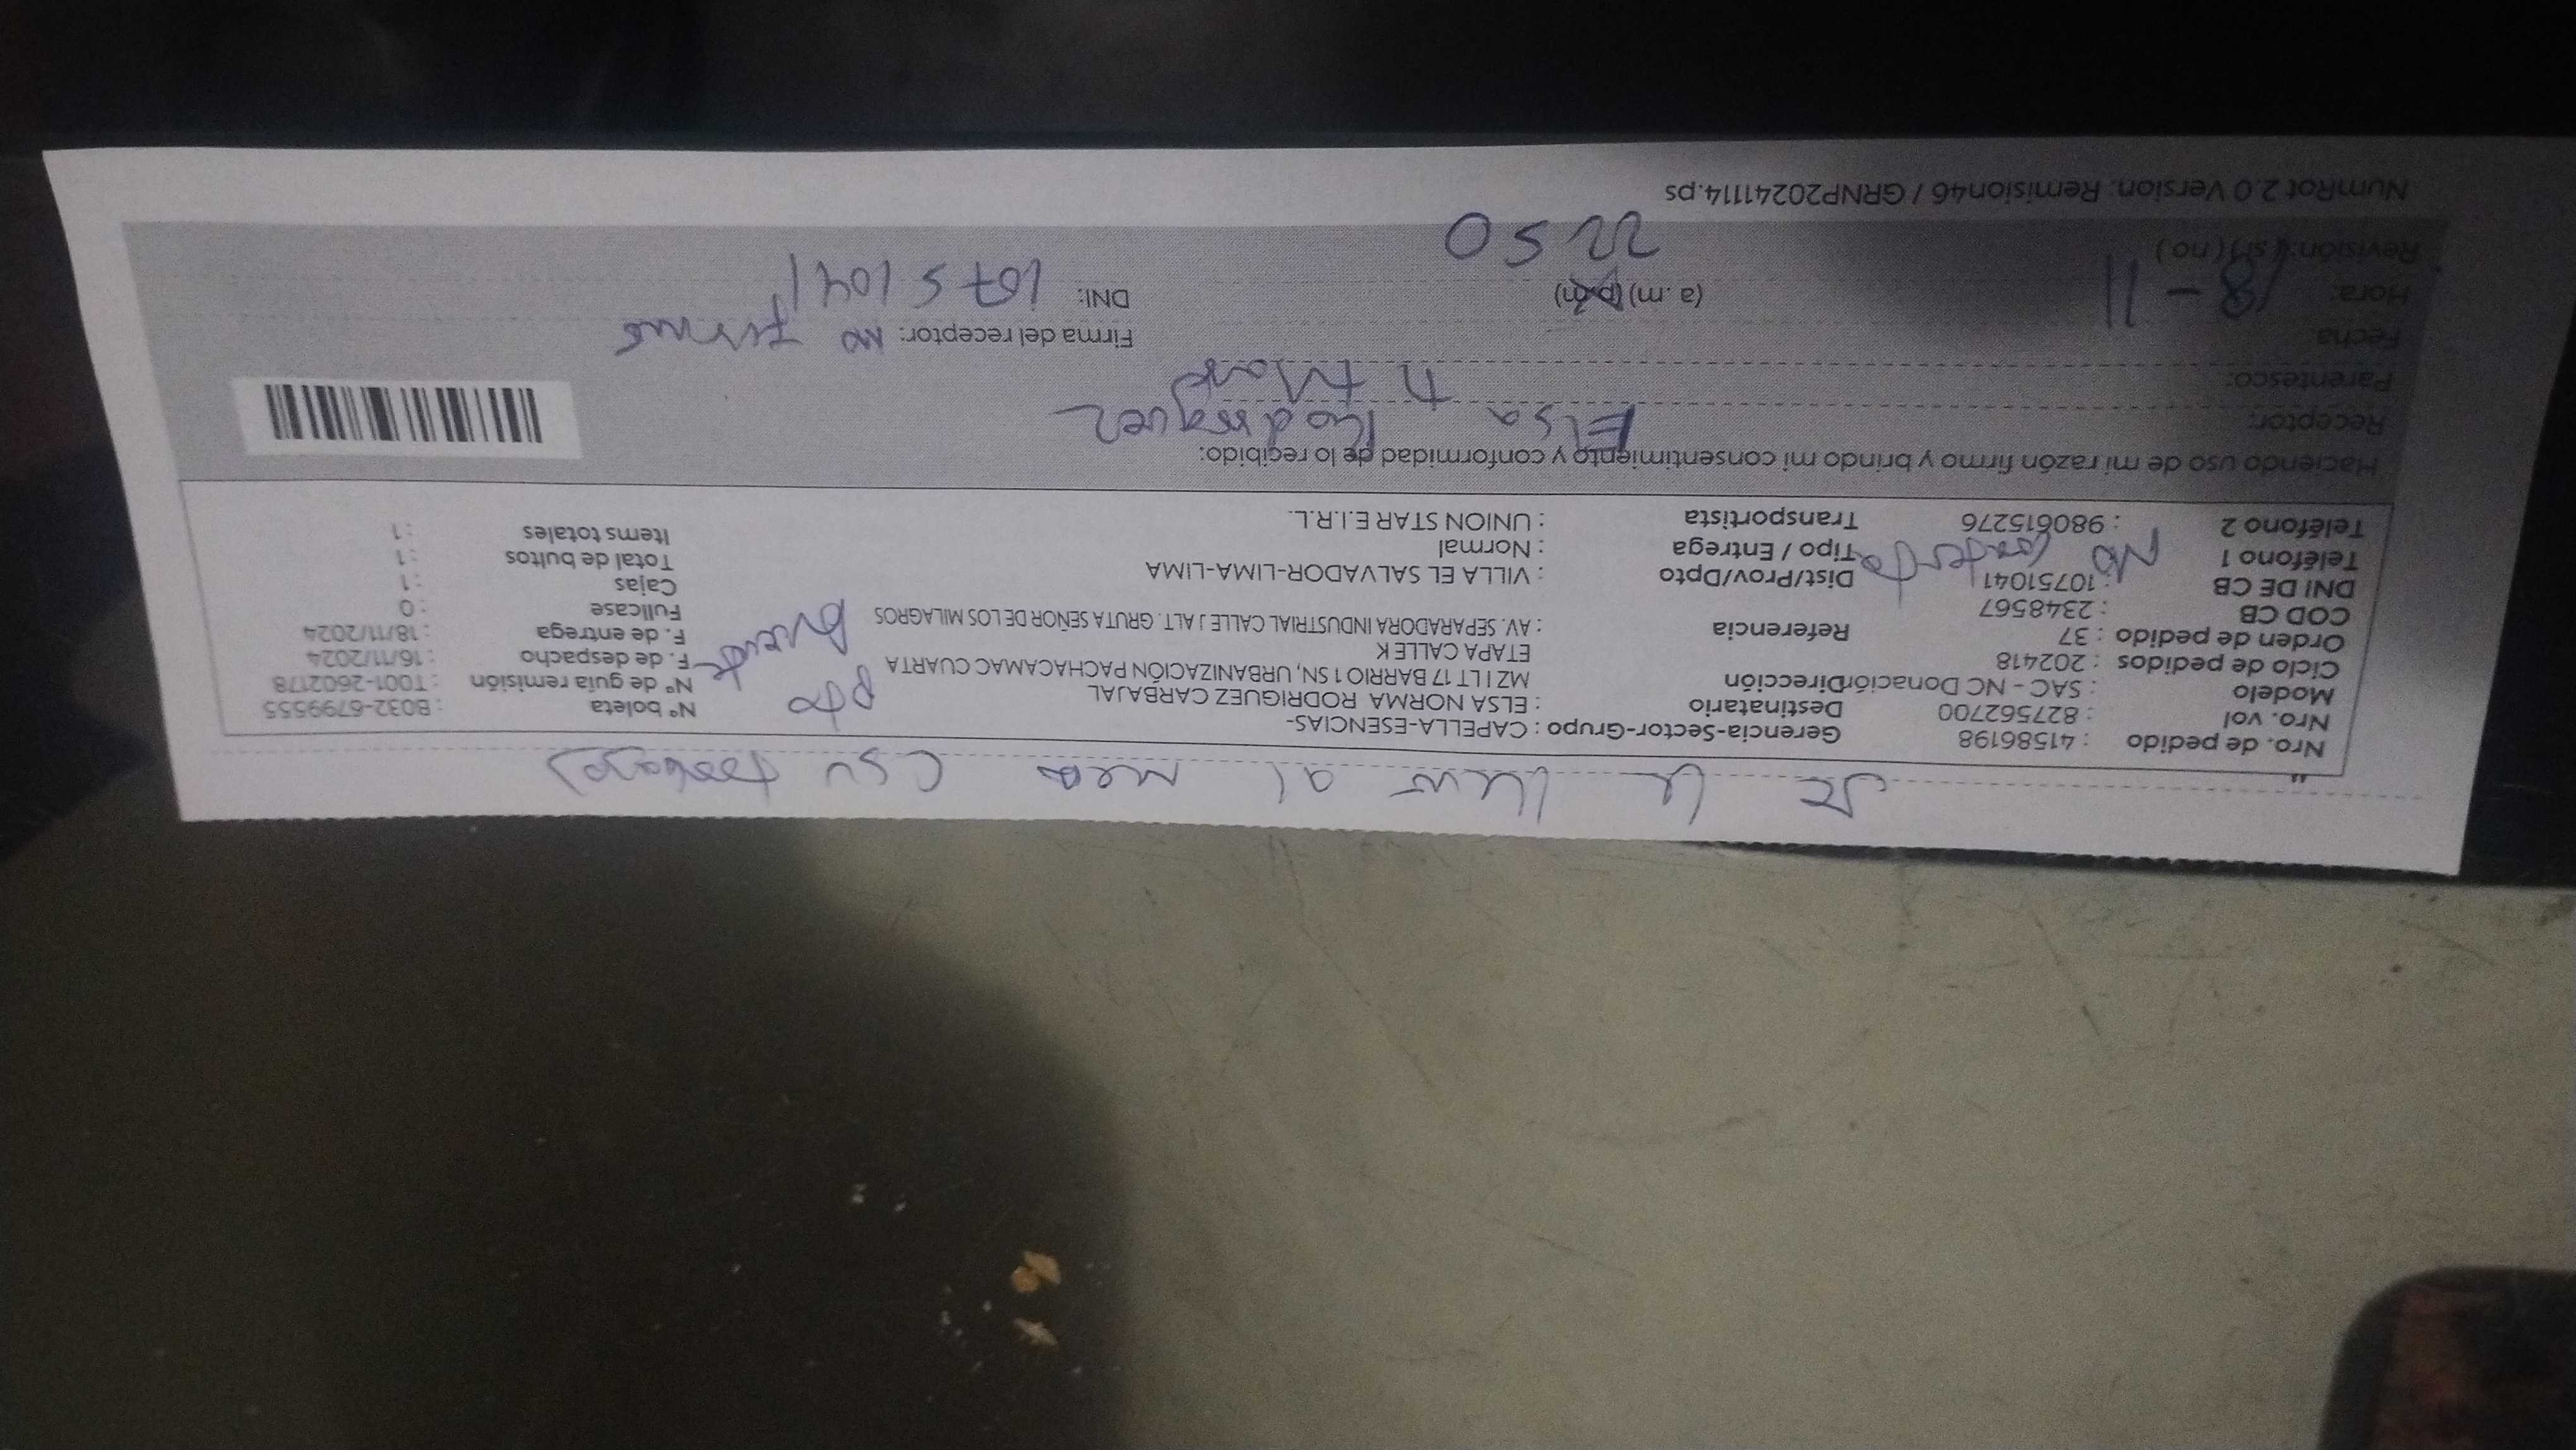 SE le llevo al Mercado (su trabajo)
Nro. de pedido : 41586198 Gerencia-Sector-Grupo : CAPELLA-ESENCIAS- Nº boleta : B032-6799555
Nro. vol : 827562700 Destinatario : ELSA NORMA RODRIGUEZ CARBAJAL Nº de guía remisión : T001-2602178
Modelo : SAC - NC Donación Dirección MZ I LT 17 BARRIO 1 SN, URBANIZACIÓN PACHACAMAC CUARTA F. de despacho : 16/11/2024
Ciclo de pedidos : 202418 ETAPA CALLE K F. de entrega : 18/11/2024
Orden de pedido : 37 Referencia : AV. SEPARADORA INDUSTRIAL CALLE J ALT. GRUTA SEÑOR DE LOS MILAGROS Fullcase : 0
COD CB : 2348567 Dist/Prov/Dpto : VILLA EL SALVADOR-LIMA-LIMA Cajas : 1
DNI DE CB : 10751041 Tipo / Entrega : Normal Total de bultos : 1
Teléfono 1 No contesta Transportista : UNION STAR E.I.R.L. Items totales : 1
Teléfono 2 : 980615276
pto
Haciendo uso de mi razón firmo y brindo mi consentimiento y conformidad de lo recibido:
Receptor: Elsa Rodriguez
Parentesco:
Fecha: 18-11 Firma del receptor: no firma
Hora: (a.m) (p.m) 2250 DNI: 10751041
Revisión: (si) (no)
NumRot 2.0 Version. Remision46 / GRNP20241114.ps